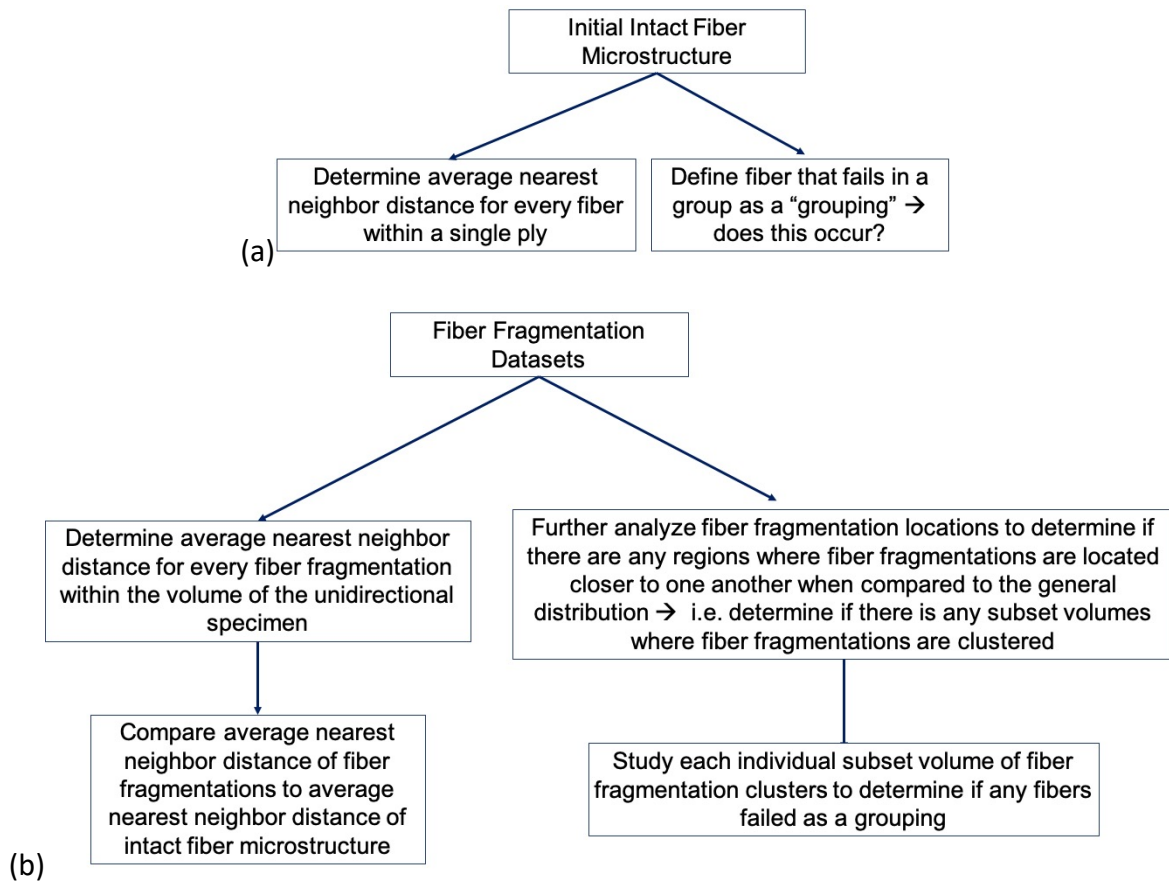 Initial Intact Fiber
Microstructure
Determine average nearest
neighbor distance for every fiber
within a single ply
Define fiber that fails in a
group as a “grouping” →
does this occur?
(a)
Fiber Fragmentation
Datasets
Determine average nearest neighbor
distance for every fiber fragmentation
within the volume of the unidirectional
specimen
Further analyze fiber fragmentation locations to determine if
there are any regions where fiber fragmentations are located
closer to one another when compared to the general
distribution → i.e. determine if there is any subset volumes
where fiber fragmentations are clustered
Compare average nearest
neighbor distance of fiber
fragmentations to average
nearest neighbor distance of
intact fiber microstructure
Study each individual subset volume of fiber
fragmentation clusters to determine if any fibers
failed as a grouping
(b)